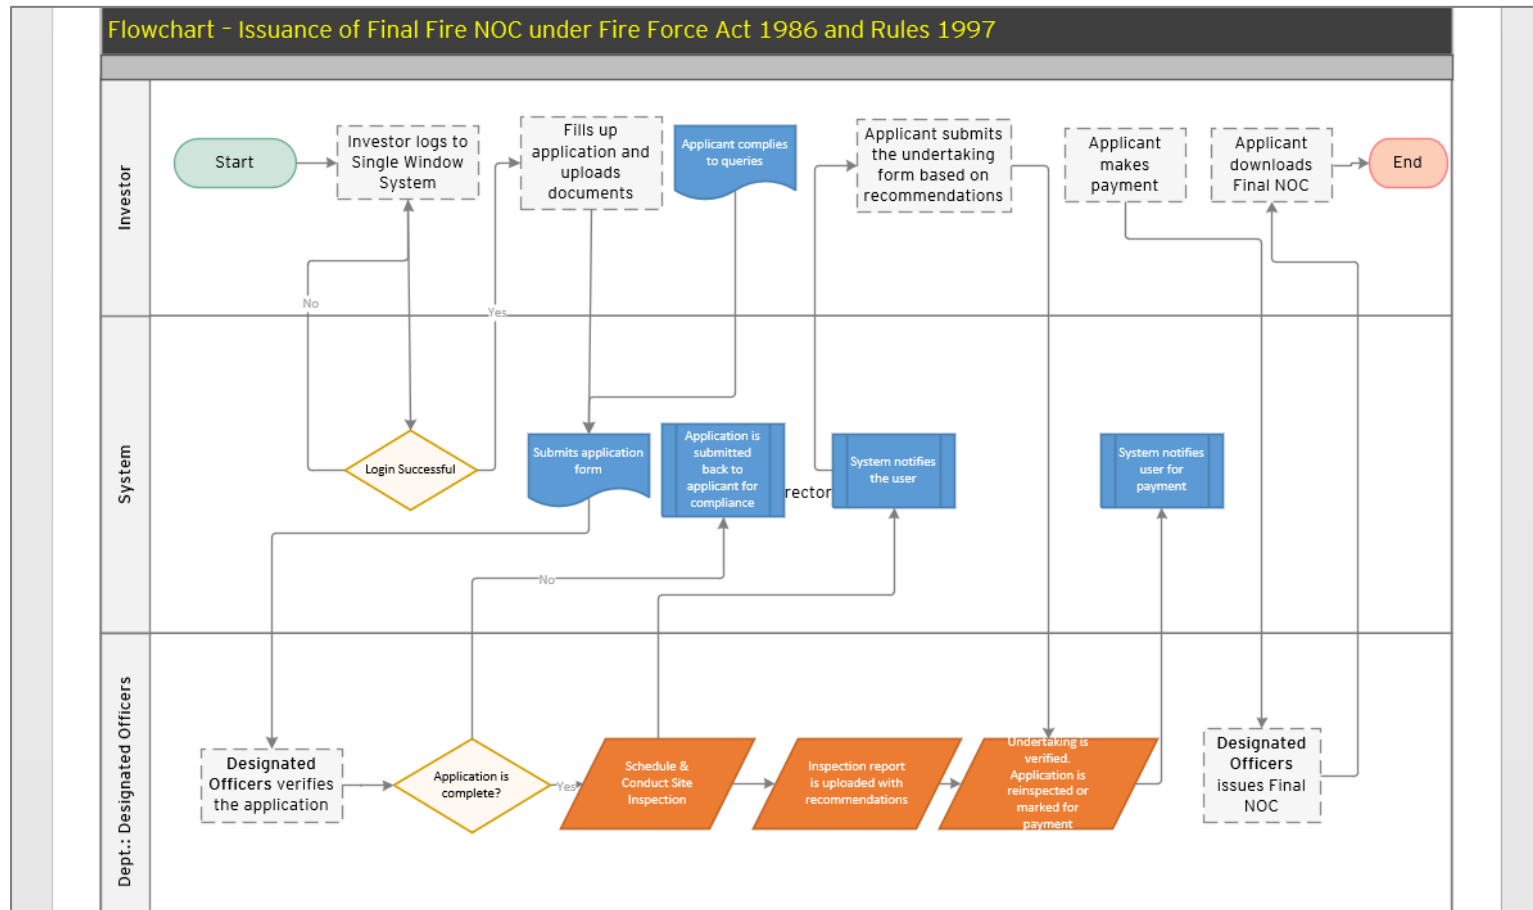 Flowchart – Issuance of Final Fire NOC under Fire Force Act 1986 and Rules 1997
Investor
Start
Investor logs to
Single Window
System
Fills up
application and
uploads
documents
Applicant complies
to queries
Applicant submits
the undertaking
form based on
recommendations
Applicant
makes
payment
Applicant
downloads
Final NOC
End
No
Yes
System
Login Successful
Submits application
form
Application is
submitted
back to
applicant for
compliance
rector
System notifies
the user
System notifies
user for
payment
No
Dept.: Designated Officers
Designated
Officers verifies
the application
Application is
complete?
Yes
Schedule &
Conduct Site
Inspection
Inspection report
is uploaded with
recommendations
Undertaking is
verified.
Application is
reinspected or
marked for
payment
Designated
Officers
issues Final
NOC